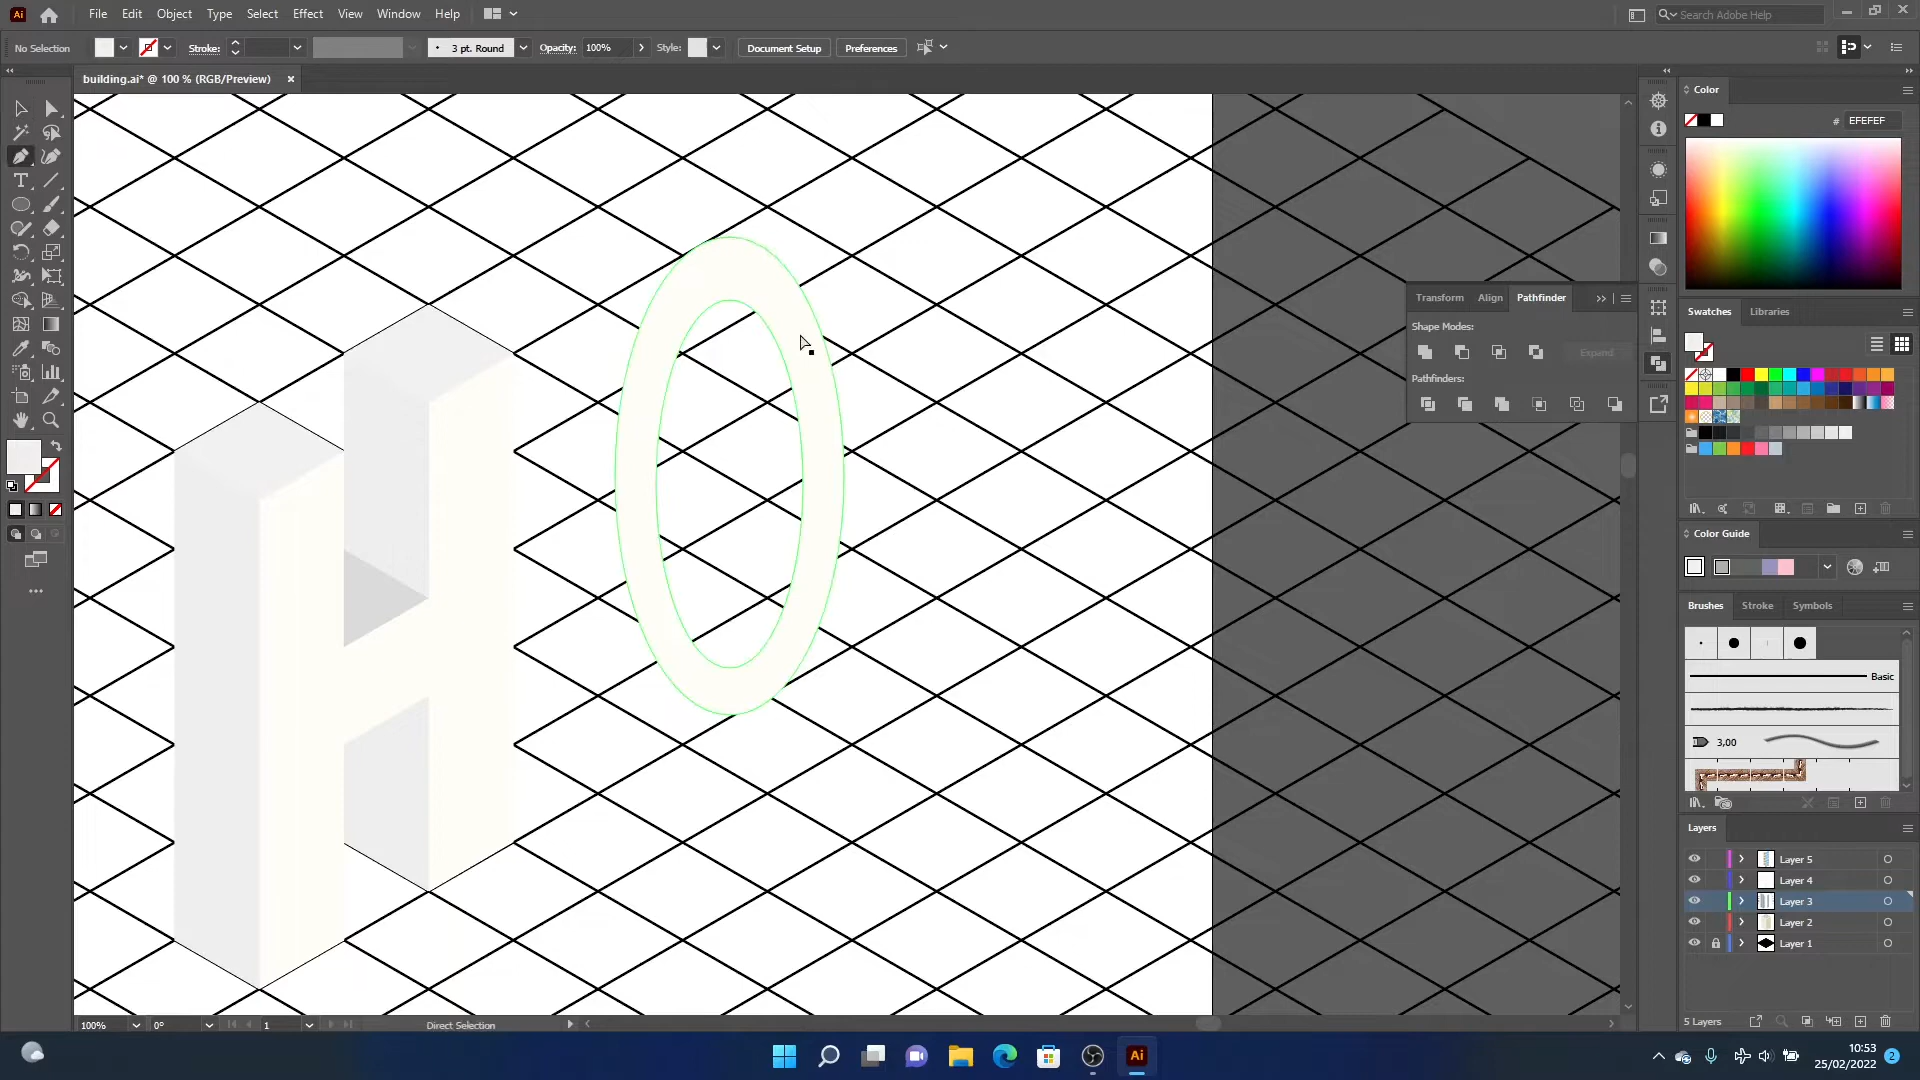 Ai File Edit Object Type Select Effect View Window Help Search Adobe Help
No Selection Stroke: 3 pt. Round Opacity: 100% Style: Document Setup Preferences
building.ai* @ 100 % (RGB/Preview)
Color
# EFEFEF
Transform Align Pathfinder
Shape Modes:
Expand
Pathfinders:
Swatches Libraries
Color Guide
Brushes Stroke Symbols
Basic
3,00
Layers
Layer 5
Layer 4
Layer 3
Layer 2
Layer 1
5 Layers
100% 0° 1 Direct Selection
Ai
10:53
25/02/2022
2